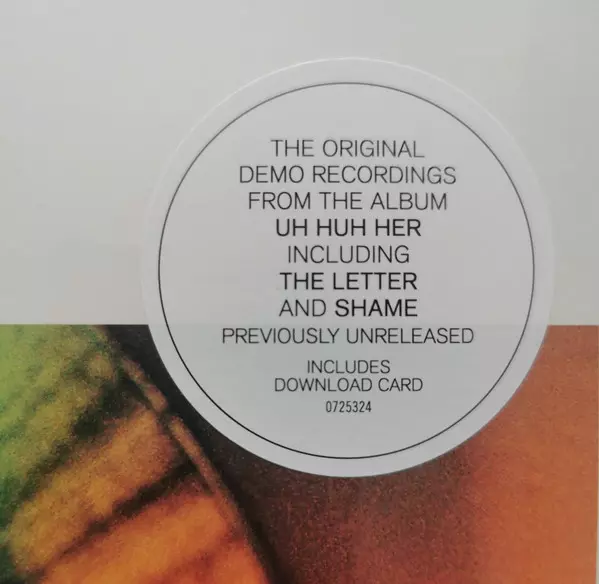 THE ORIGINAL
DEMO RECORDINGS
FROM THE ALBUM
UH HUH HER
INCLUDING
THE LETTER
AND SHAME
PREVIOUSLY UNRELEASED
INCLUDES
DOWNLOAD CARD
0725324